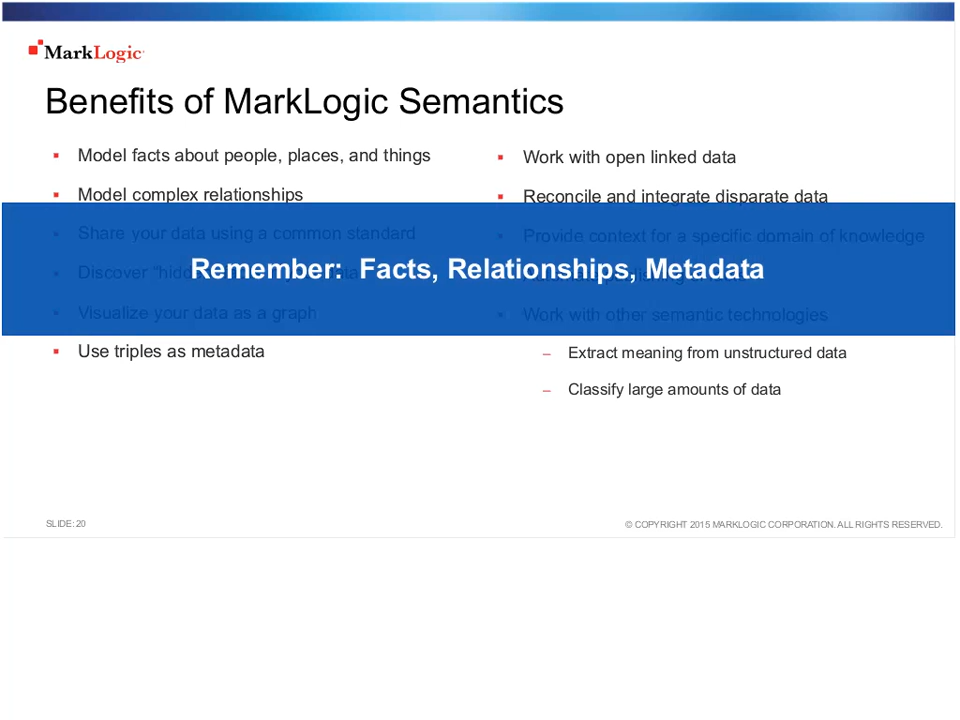 MarkLogic
Benefits of MarkLogic Semantics
Model facts about people, places, and things
Model complex relationships
Share your data using a common standard
Discover "hidden
Visualize your data as a graph
Use triples as metadata
Work with open linked data
Reconcile and integrate disparate data
Provide context for a specific domain of knowledge
Work with other semantic technologies
– Extract meaning from unstructured data
– Classify large amounts of data
Remember: Facts, Relationships, Metadata
SLIDE: 20
© COPYRIGHT 2015 MARKLOGIC CORPORATION. ALL RIGHTS RESERVED.